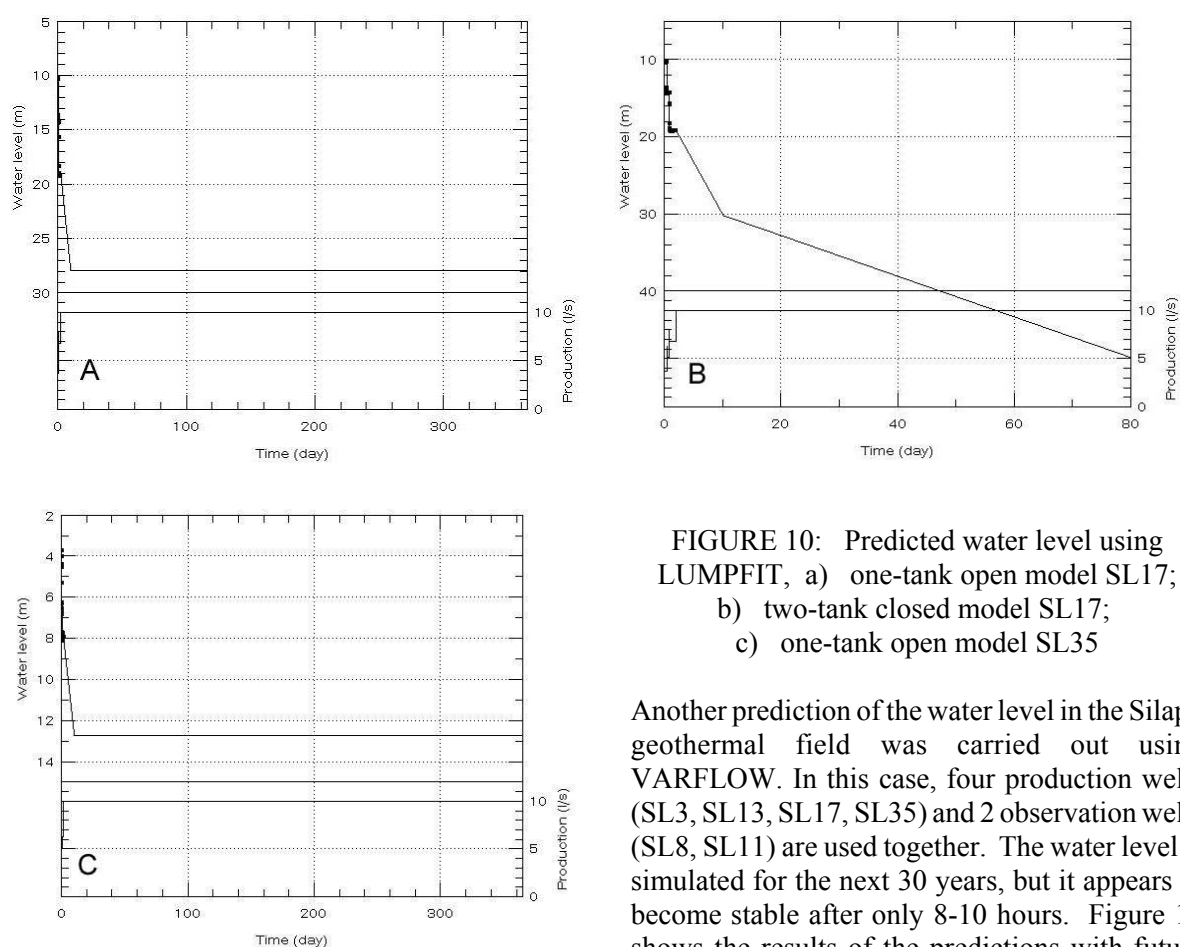 5
10
15
20
25
30
Water level (m)
10
5
0
Production (l/s)
A
0
100
200
300
Time (day)
10
20
30
40
Water level (m)
10
5
0
Production (l/s)
B
0
20
40
60
80
Time (day)
2
4
6
8
10
12
14
Water level (m)
10
5
0
Production (l/s)
C
0
100
200
300
Time (day)
FIGURE 10: Predicted water level using
LUMPFIT, a) one-tank open model SL17;
b) two-tank closed model SL17;
c) one-tank open model SL35
Another prediction of the water level in the
geothermal field was carried out
VARFLOW. In this case, four production
(SL3, SL13, SL17, SL35) and 2 observation
(SL8, SL11) are used together. The water level
simulated for the next 30 years, but it appears
become stable after only 8-10 hours. Figure
shows the results of the predictions with